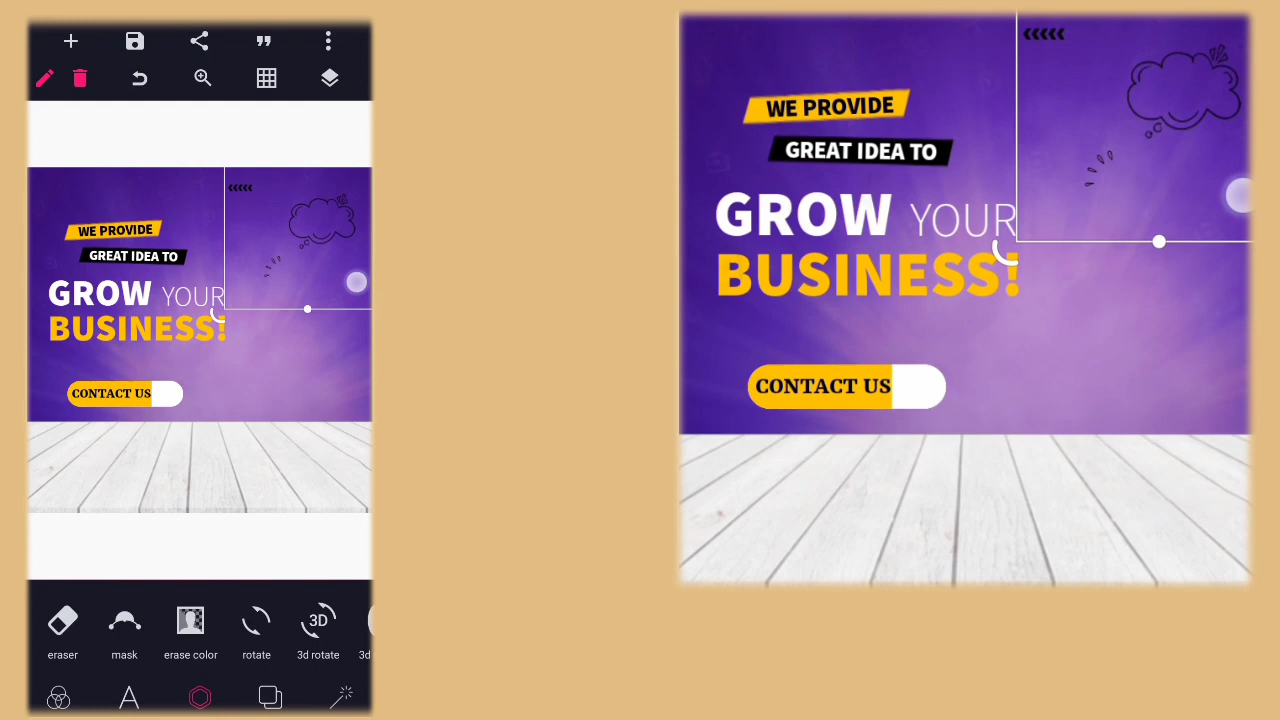 WE PROVIDE
GREAT IDEA TO
GROW YOUR
BUSINESS!
CONTACT US
eraser
mask
erase color
rotate
3d rotate
3d
WE PROVIDE
GREAT IDEA TO
GROW YOUR
BUSINESS!
CONTACT US